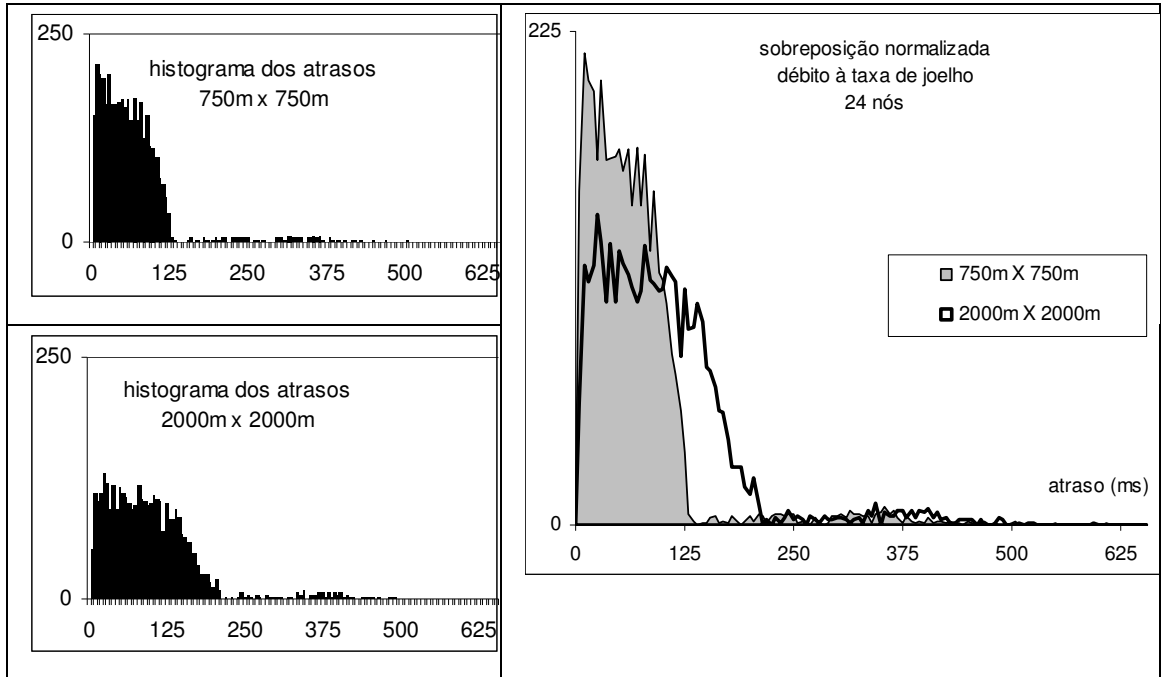 250
histograma dos atrasos
750m x 750m
0
0 125 250 375 500 625
250
histograma dos atrasos
2000m x 2000m
0
0 125 250 375 500 625
225
sobreposição normalizada
débito à taxa de joelho
24 nós
750m X 750m
2000m X 2000m
atraso (ms)
0
0 125 250 375 500 625